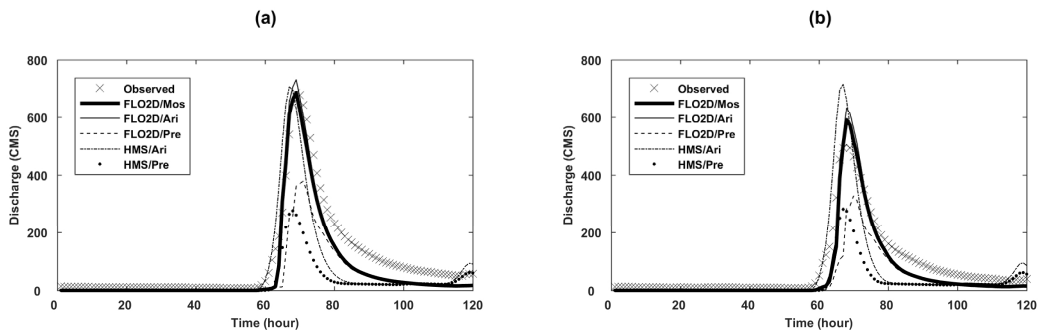 (a)
800
600
400
200
0
Discharge (CMS)
Observed
FLO2D/Mos
FLO2D/Ari
FLO2D/Pre
HMS/Ari
HMS/Pre
0 20 40 60 80 100 120
Time (hour)
(b)
800
600
400
200
0
Discharge (CMS)
Observed
FLO2D/Mos
FLO2D/Ari
FLO2D/Pre
HMS/Ari
HMS/Pre
0 20 40 60 80 100 120
Time (hour)